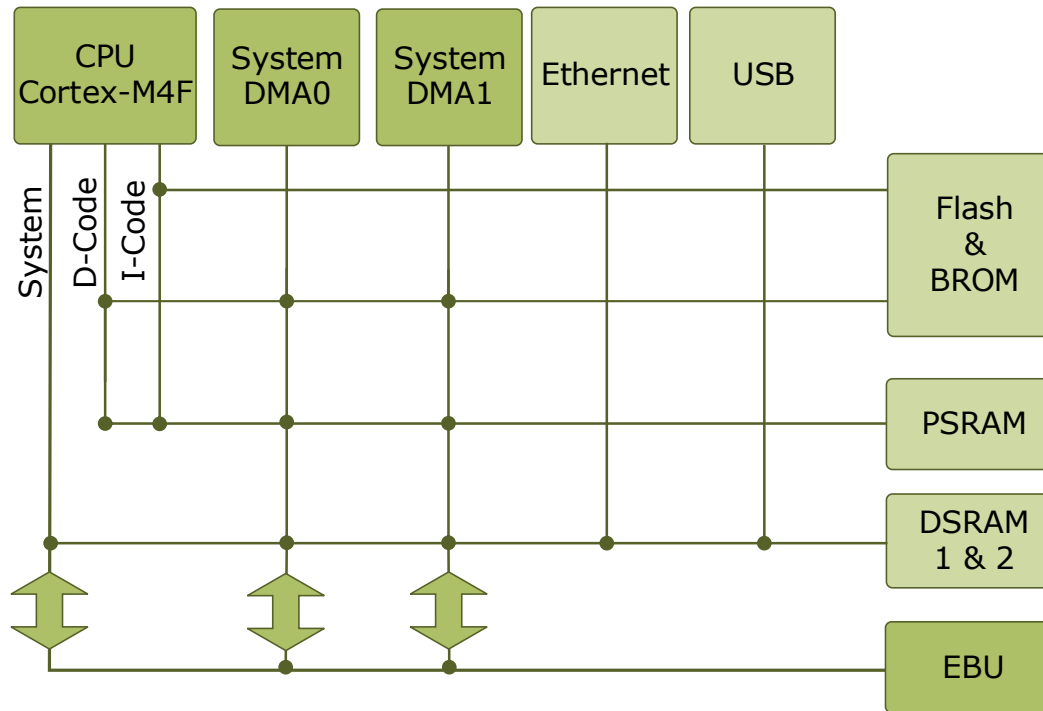 CPU
Cortex-M4F
System
DMA0
System
DMA1
Ethernet
USB
System
D-Code
I-Code
Flash
&
BROM
PSRAM
DSRAM
1 & 2
EBU